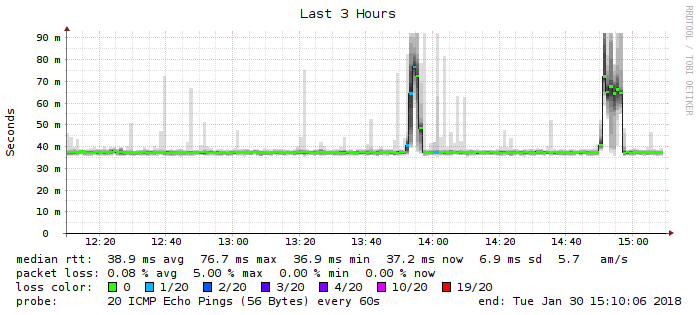 Last 3 Hours
RRDTOOL / TOBI OETIKER
Seconds
90 m
80 m
70 m
60 m
50 m
40 m
30 m
20 m
10 m
0
12:20 12:40 13:00 13:20 13:40 14:00 14:20 14:40 15:00
median rtt: 38.9 ms avg 76.7 ms max 36.9 ms min 37.2 ms now 6.9 ms sd 5.7 am/s
packet loss: 0.08 % avg 5.00 % max 0.00 % min 0.00 % now
loss color: 0 1/20 2/20 3/20 4/20 10/20 19/20
probe: 20 ICMP Echo Pings (56 Bytes) every 60s end: Tue Jan 30 15:10:06 2018